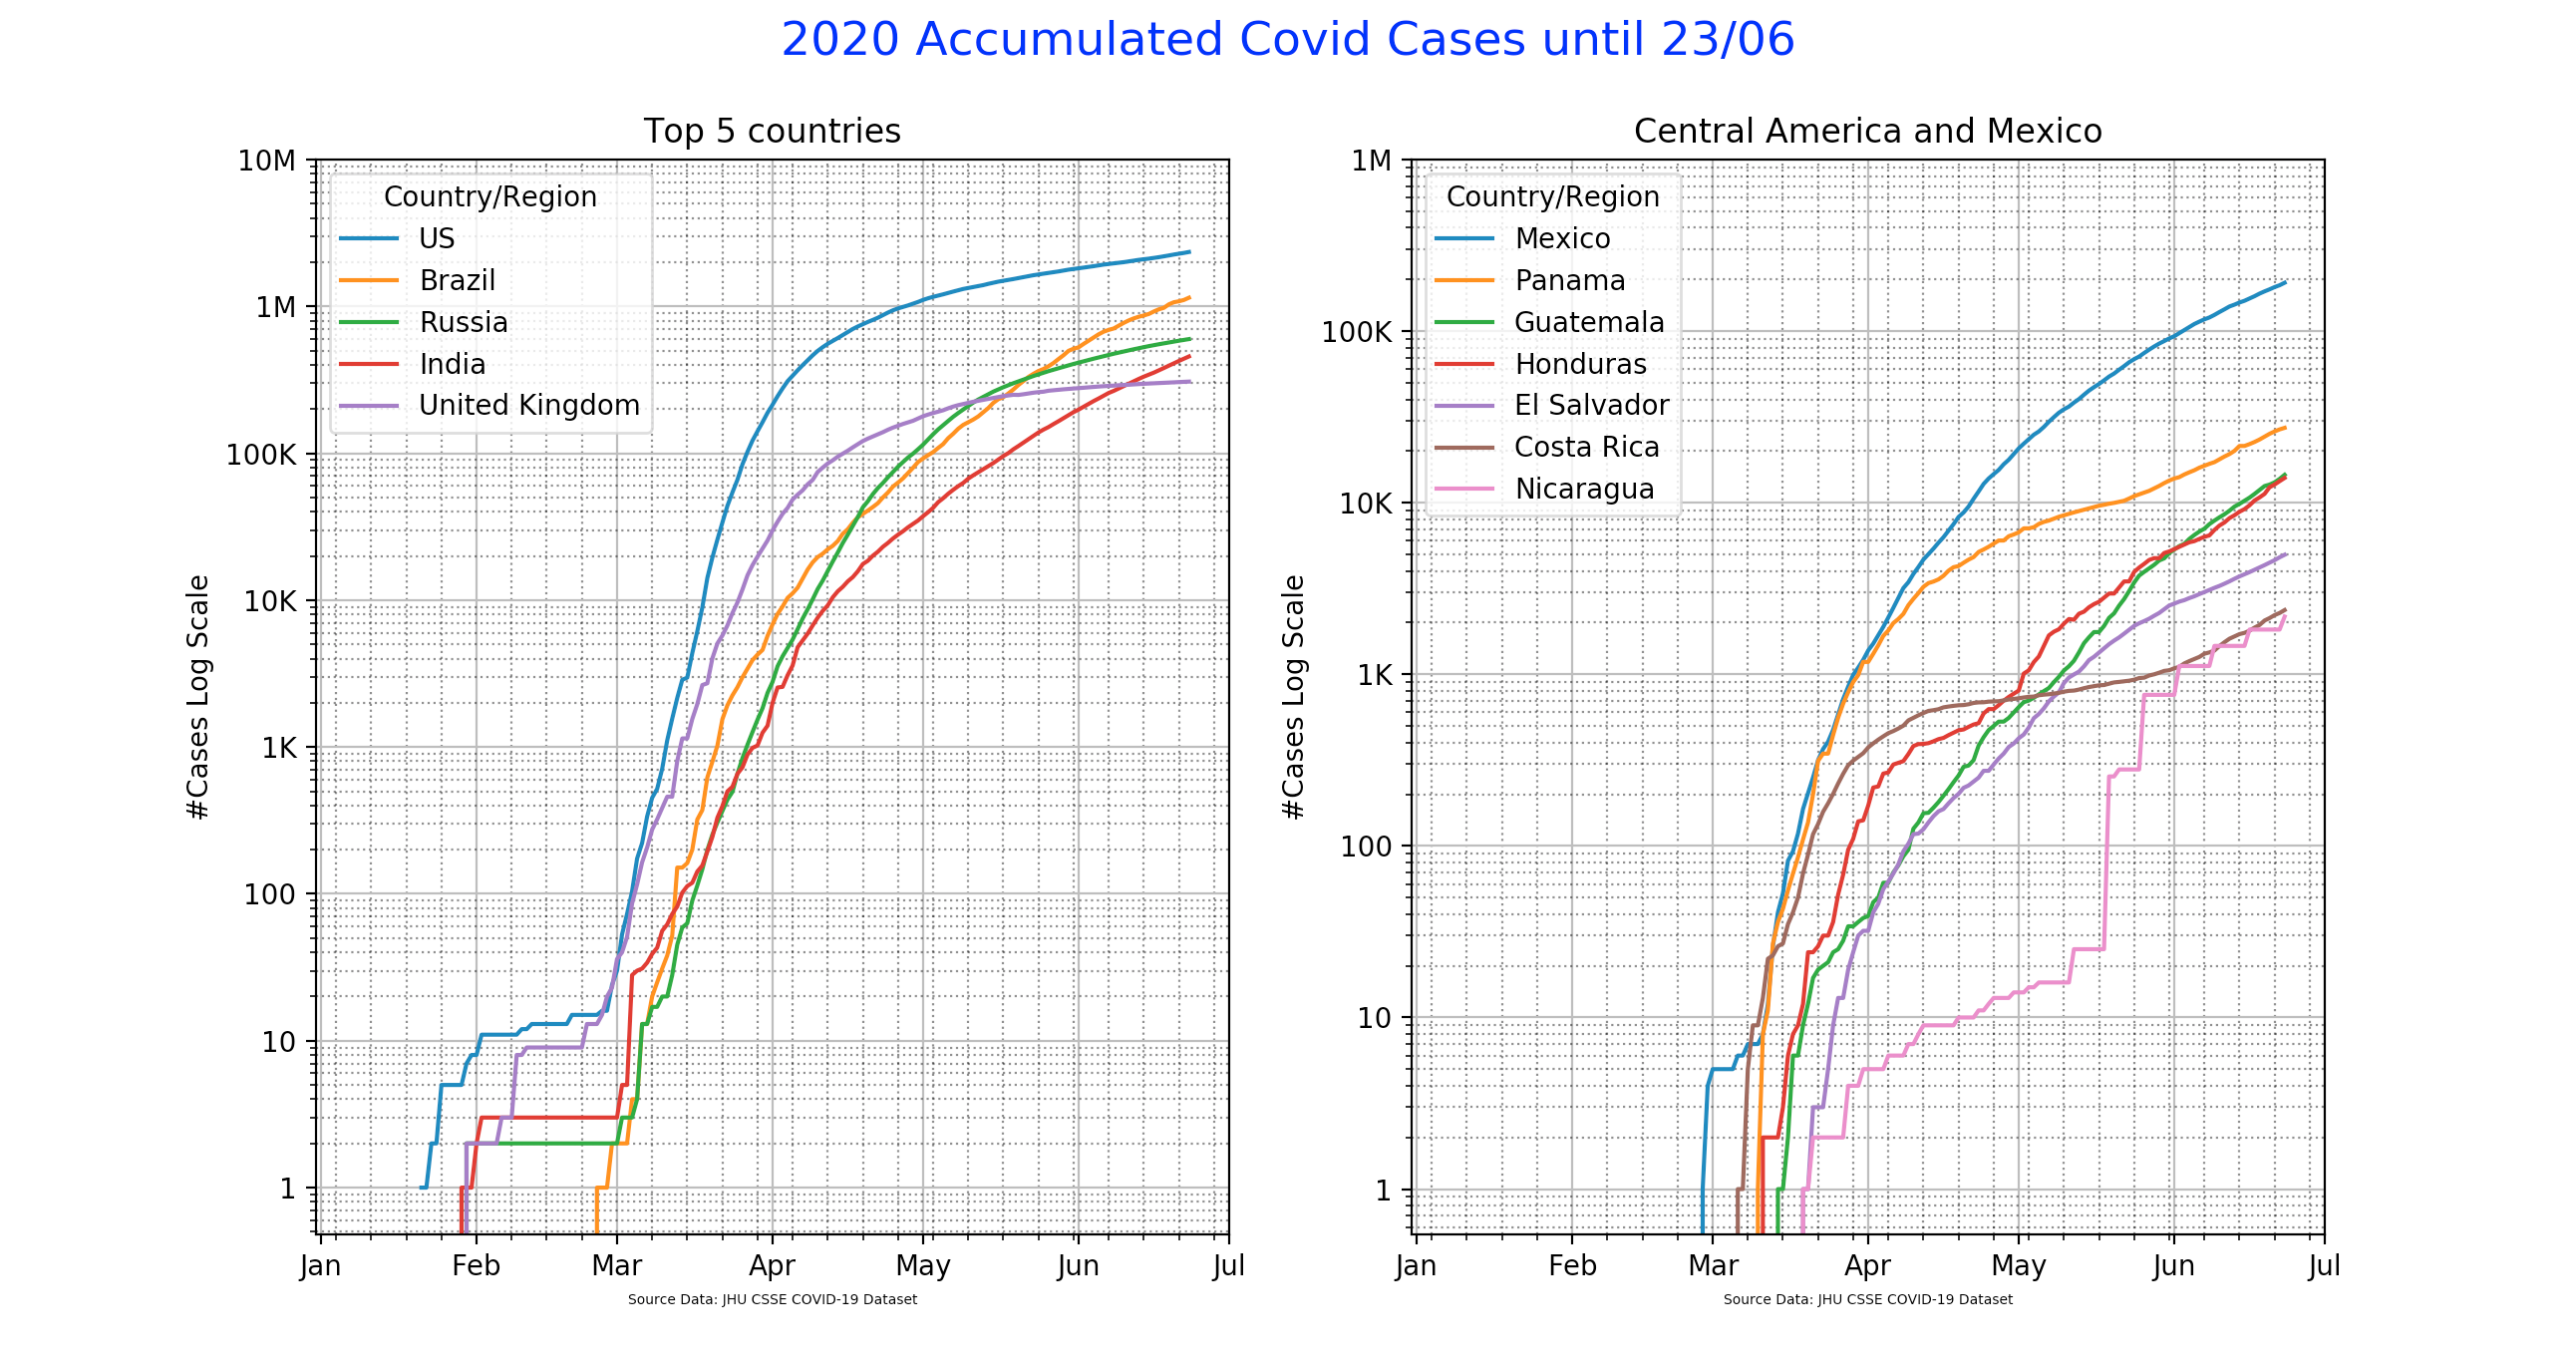 2020 Accumulated Covid Cases until 23/06
Top 5 countries
10M
1M
100K
10K
1K
100
10
1
#Cases Log Scale
Country/Region
US
Brazil
Russia
India
United Kingdom
Jan Feb Mar Apr May Jun Jul
Source Data: JHU CSSE COVID-19 Dataset
Central America and Mexico
1M
100K
10K
1K
100
10
1
#Cases Log Scale
Country/Region
Mexico
Panama
Guatemala
Honduras
El Salvador
Costa Rica
Nicaragua
Jan Feb Mar Apr May Jun Jul
Source Data: JHU CSSE COVID-19 Dataset